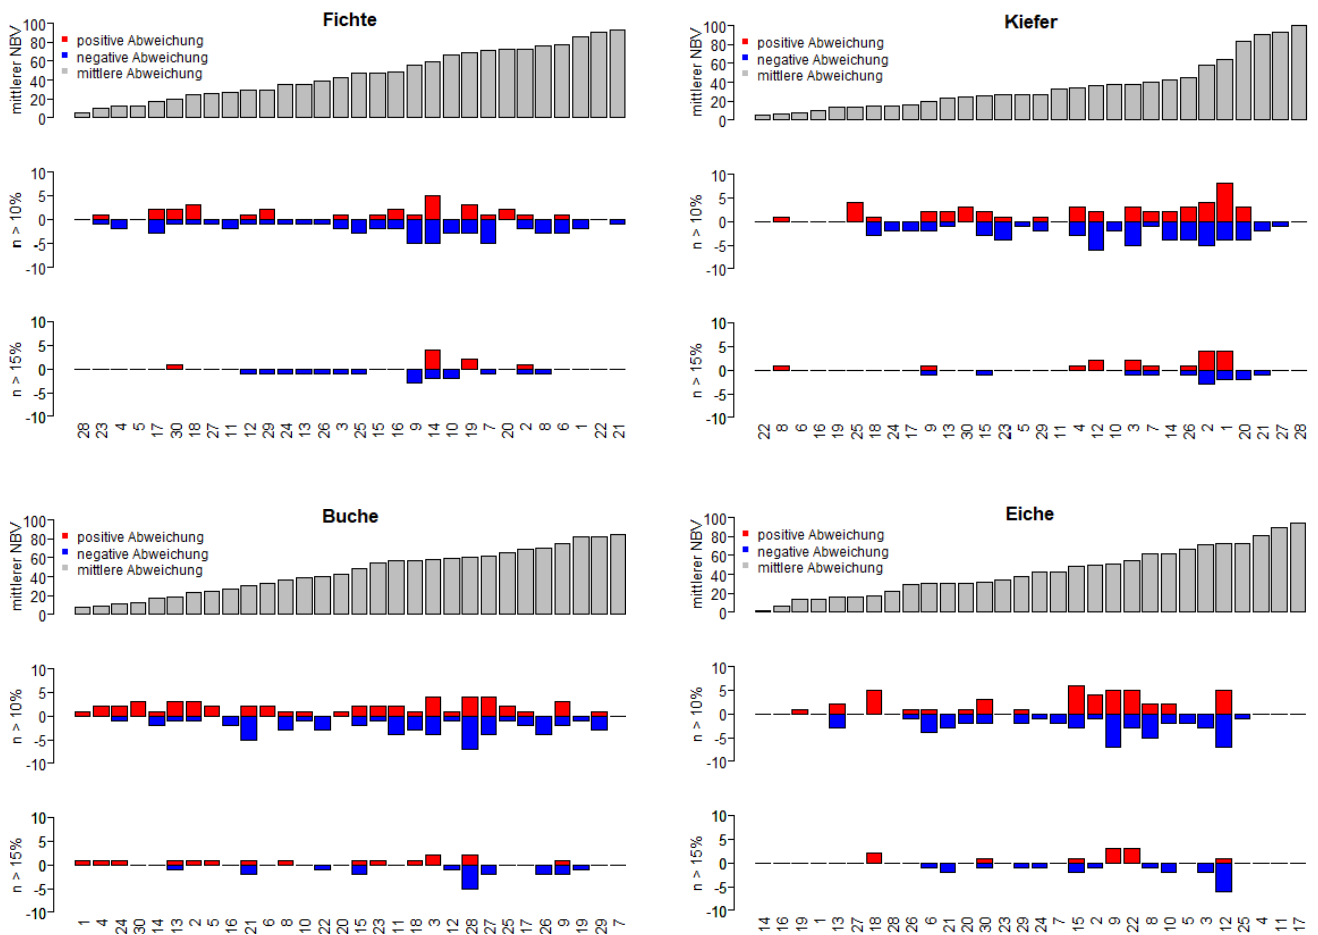 Fichte
mittlerer NBV
100
80
60
40
20
0
positive Abweichung
negative Abweichung
mittlere Abweichung
n > 10%
10
5
0
-5
-10
n > 15%
10
5
0
-5
-10
28 23 4 5 17 30 18 27 11 12 29 24 13 26 3 25 15 16 9 14 10 19 7 20 2 8 6 1 22 21
Kiefer
mittlerer NBV
100
80
60
40
20
0
positive Abweichung
negative Abweichung
mittlere Abweichung
n > 10%
10
5
0
-5
-10
n > 15%
10
5
0
-5
-10
22 8 6 16 19 25 18 24 17 9 13 30 15 23 5 29 11 4 12 10 3 7 14 26 2 1 20 21 27 28
Buche
mittlerer NBV
100
80
60
40
20
0
positive Abweichung
negative Abweichung
mittlere Abweichung
n > 10%
10
5
0
-5
-10
n > 15%
10
5
0
-5
-10
1 4 24 30 14 13 2 5 16 21 6 8 10 22 20 15 23 11 18 3 12 28 27 25 17 26 9 19 29 7
Eiche
mittlerer NBV
100
80
60
40
20
0
positive Abweichung
negative Abweichung
mittlere Abweichung
n > 10%
10
5
0
-5
-10
n > 15%
10
5
0
-5
-10
14 16 19 1 13 27 18 28 26 6 21 20 30 23 29 24 7 15 2 9 22 8 10 5 3 12 25 4 11 17